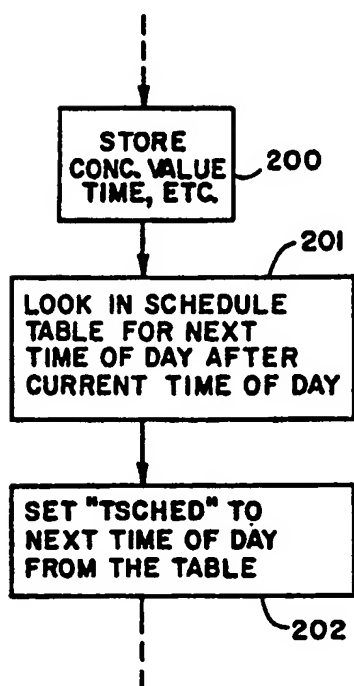 STORE
CONC. VALUE
TIME, ETC.
200
201
LOOK IN SCHEDULE
TABLE FOR NEXT
TIME OF DAY AFTER
CURRENT TIME OF DAY
SET "TSCHED" TO
NEXT TIME OF DAY
FROM THE TABLE
202